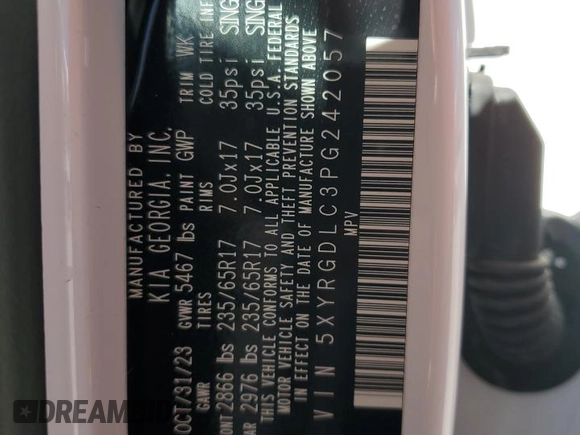 MANUFACTURED BY
KIA GEORGIA, INC.
OCT/31/23 GVWR 5467 lbs PAINT GWP TRIM WK
GAWR TIRES RIMS COLD TIRE INF
ONT 2866 lbs 235/65R17 7.0Jx17 35psi SING
AR 2976 lbs 235/65R17 7.0Jx17 35psi SING
THIS VEHICLE CONFORMS TO ALL APPLICABLE U.S.A. FEDERAL
MOTOR VEHICLE SAFETY AND THEFT PREVENTION STANDARDS
IN EFFECT ON THE DATE OF MANUFACTURE SHOWN ABOVE
VIN 5XYRGDLC3PG242057
MPV